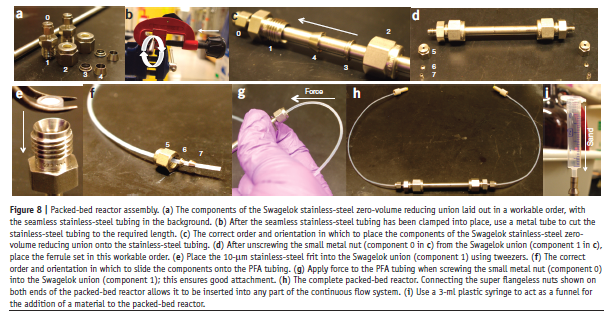 a
0
1
2
3
4
b
c
0
1
4
3
2
d
5
6
7
e
f
5
6
7
g
Force
h
i
Sand
Figure 8 | Packed-bed reactor assembly. (a) The components of the Swagelok stainless-steel zero-volume reducing union laid out in a workable order, with
the seamless stainless-steel tubing in the background. (b) After the seamless stainless-steel tubing has been clamped into place, use a metal tube to cut the
stainless-steel tubing to the required length. (c) The correct order and orientation in which to place the components of the Swagelok stainless-steel zero-
volume reducing union onto the stainless-steel tubing. (d) After unscrewing the small metal nut (component 0 in c) from the Swagelok union (component 1 in c),
place the ferrule set in this workable order. (e) Place the 10-µm stainless-steel frit into the Swagelok union (component 1) using tweezers. (f) The correct
order and orientation in which to slide the components onto the PFA tubing. (g) Apply force to the PFA tubing when screwing the small metal nut (component 0)
into the Swagelok union (component 1); this ensures good attachment. (h) The complete packed-bed reactor. Connecting the super flangeless nuts shown on
both ends of the packed-bed reactor allows it to be inserted into any part of the continuous flow system. (i) Use a 3-ml plastic syringe to act as a funnel for
the addition of a material to the packed-bed reactor.